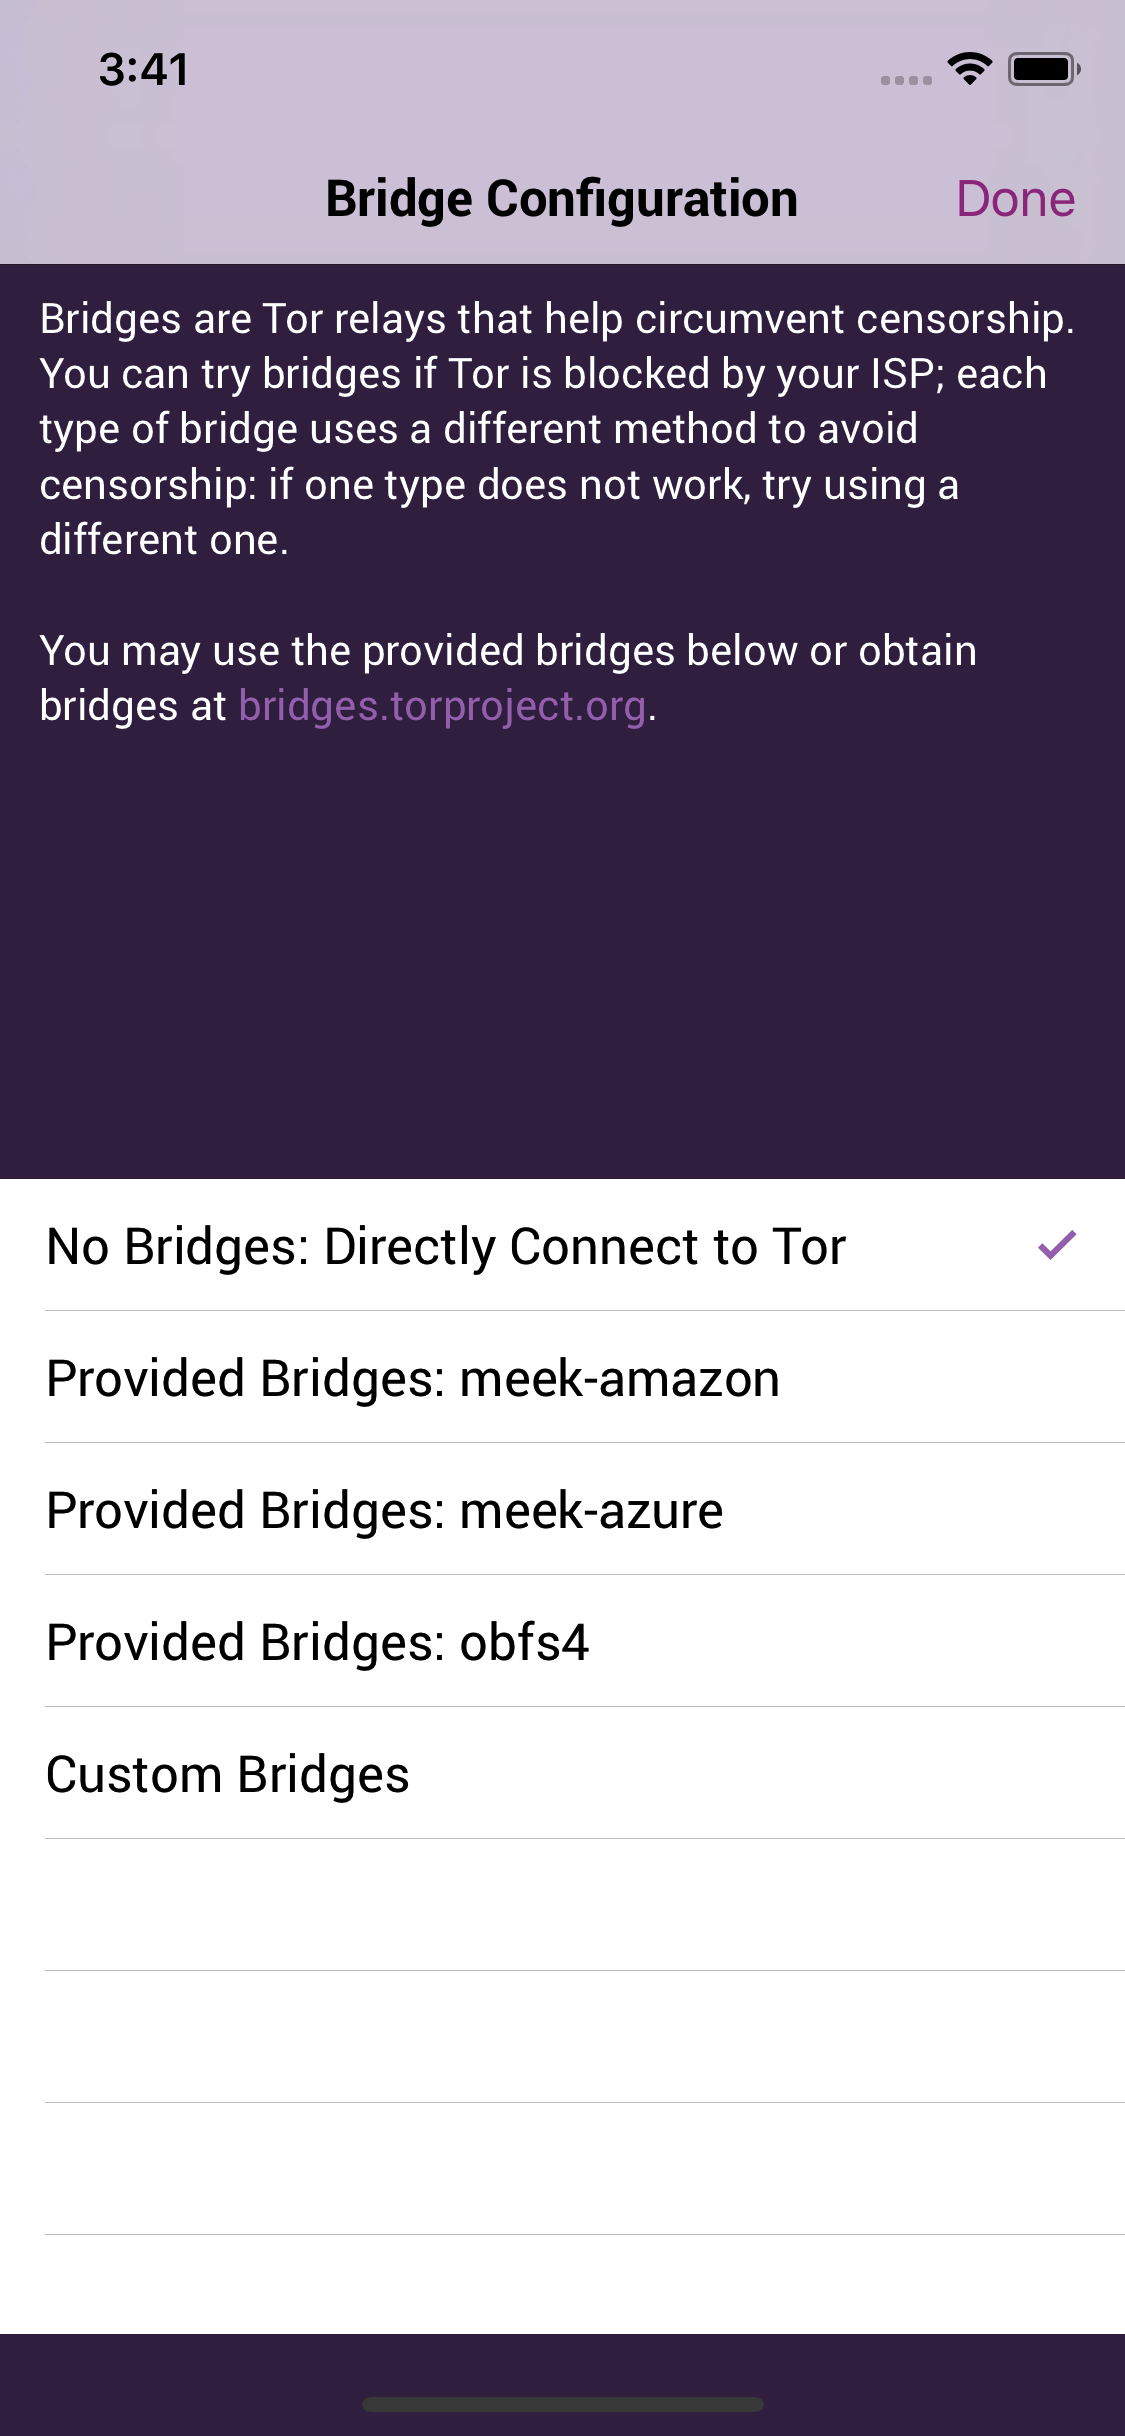 3:41
Bridge Configuration
Done
Bridges are Tor relays that help circumvent censorship.
You can try bridges if Tor is blocked by your ISP; each
type of bridge uses a different method to avoid
censorship: if one type does not work, try using a
different one.
You may use the provided bridges below or obtain
bridges at bridges.torproject.org.
No Bridges: Directly Connect to Tor
Provided Bridges: meek-amazon
Provided Bridges: meek-azure
Provided Bridges: obfs4
Custom Bridges